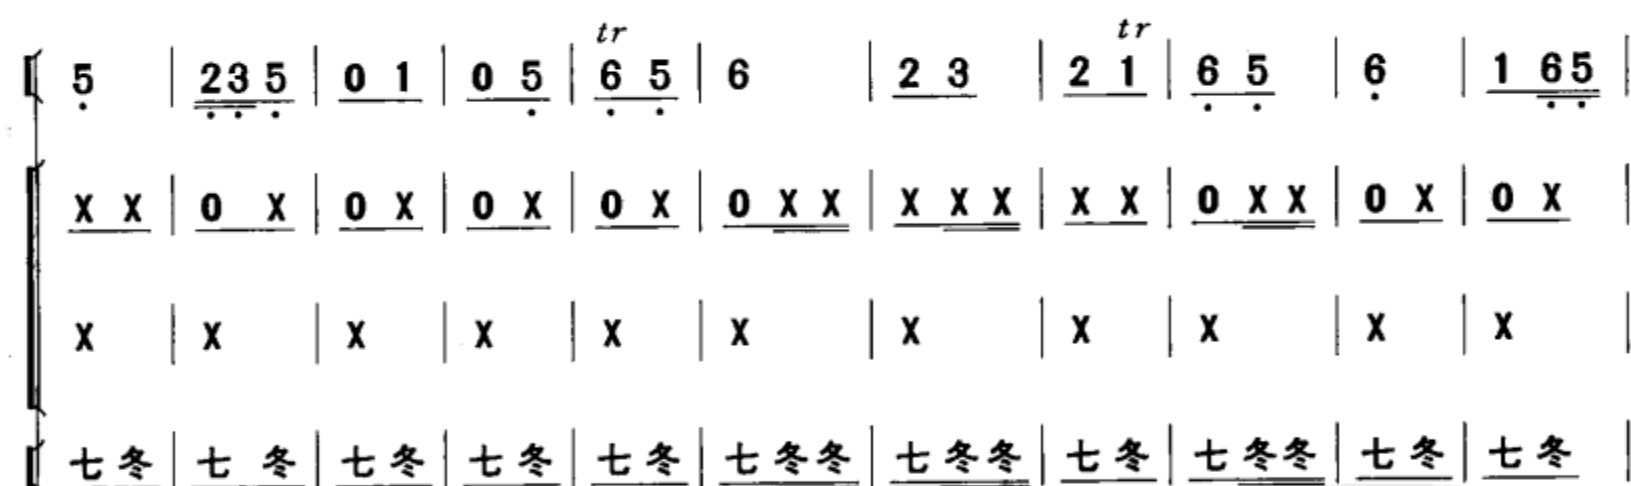 tr tr
5 | 2 3 5 | 0 1 | 0 5 | 6 5 | 6 | 2 3 | 2 1 | 6 5 | 6 | 1 6 5 |
X X | 0 X | 0 X | 0 X | 0 X | 0 X X | X X X | X X | 0 X X | 0 X | 0 X |
X | X | X | X | X | X | X | X | X | X | X |
七 冬 | 七 冬 | 七 冬 | 七 冬 | 七 冬 | 七 冬冬 | 七 冬冬 | 七 冬 | 七 冬冬 | 七 冬 | 七 冬 |